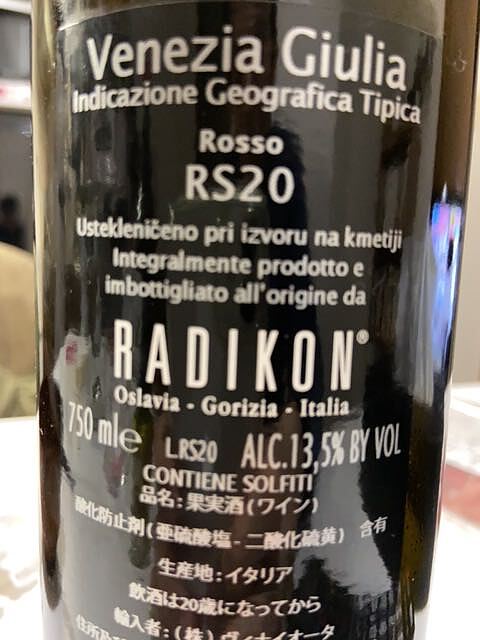 Venezia Giulia
Indicazione Geografica Tipica
Rosso
RS20
Ustekleničeno pri izvoru na kmetiji
Integralmente prodotto e
imbottigliato all'origine da
RADIKON®
Oslavia - Gorizia - Italia
750 ml℮ L.RS20 ALC.13,5% BY VOL
CONTIENE SOLFITI
品名:果実酒(ワイン)
酸化防止剤(亜硫酸塩-二酸化硫黄) 含有
生産地:イタリア
飲酒は20歳になってから
輸入者:(株)ヴィナイオータ
住所及